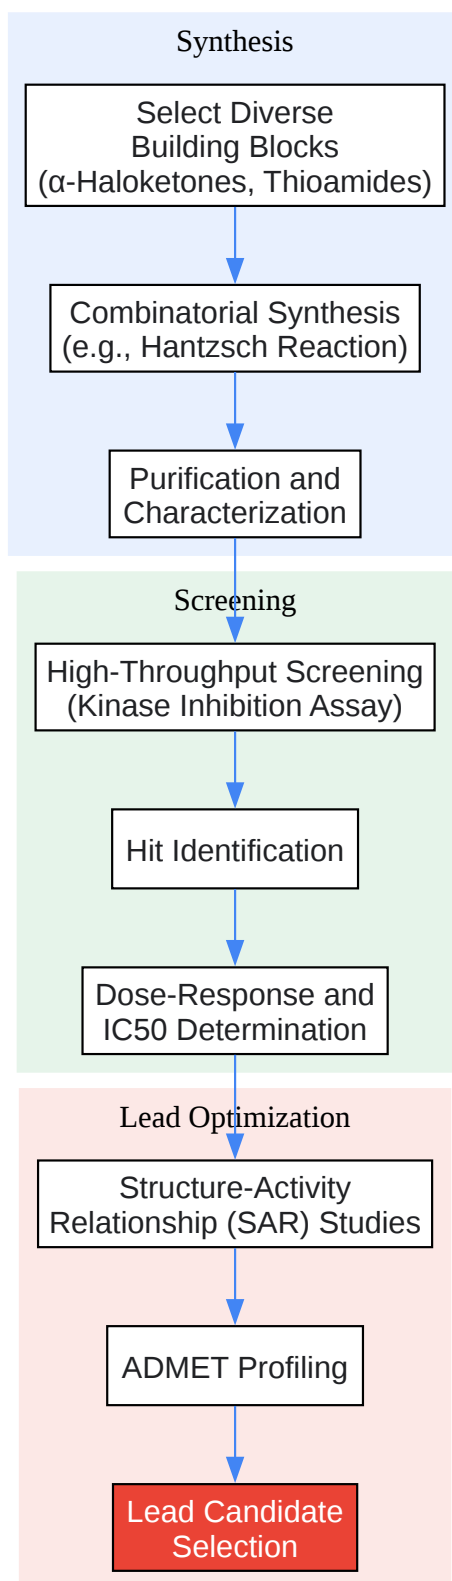 Synthesis
Select Diverse
Building Blocks
(α-Haloketones, Thioamides)
Combinatorial Synthesis
(e.g., Hantzsch Reaction)
Purification and
Characterization
Screening
High-Throughput Screening
(Kinase Inhibition Assay)
Hit Identification
Dose-Response and
IC50 Determination
Lead Optimization
Structure-Activity
Relationship (SAR) Studies
ADMET Profiling
Lead Candidate
Selection